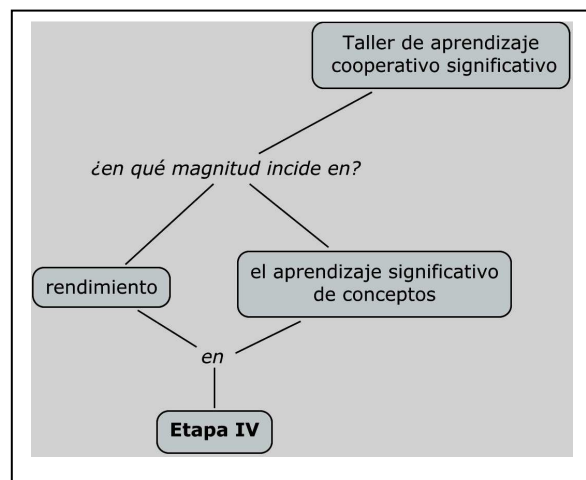 Taller de aprendizaje
cooperativo significativo
¿en qué magnitud incide en?
rendimiento
el aprendizaje significativo
de conceptos
en
Etapa IV